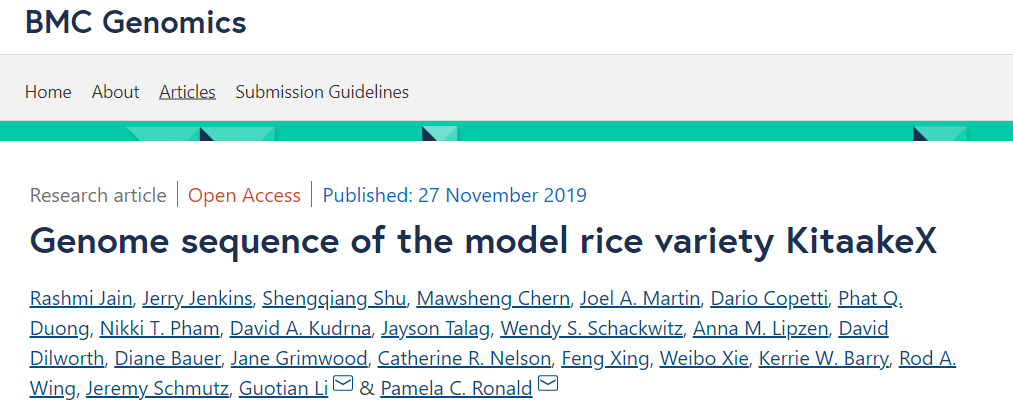 BMC Genomics
Home About Articles Submission Guidelines
Research article Open Access Published: 27 November 2019
Genome sequence of the model rice variety KitaakeX
Rashmi Jain, Jerry Jenkins, Shengqiang Shu, Mawsheng Chern, Joel A. Martin, Dario Copetti, Phat Q.
Duong, Nikki T. Pham, David A. Kudrna, Jayson Talag, Wendy S. Schackwitz, Anna M. Lipzen, David
Dilworth, Diane Bauer, Jane Grimwood, Catherine R. Nelson, Feng Xing, Weibo Xie, Kerrie W. Barry, Rod A.
Wing, Jeremy Schmutz, Guotian Li & Pamela C. Ronald